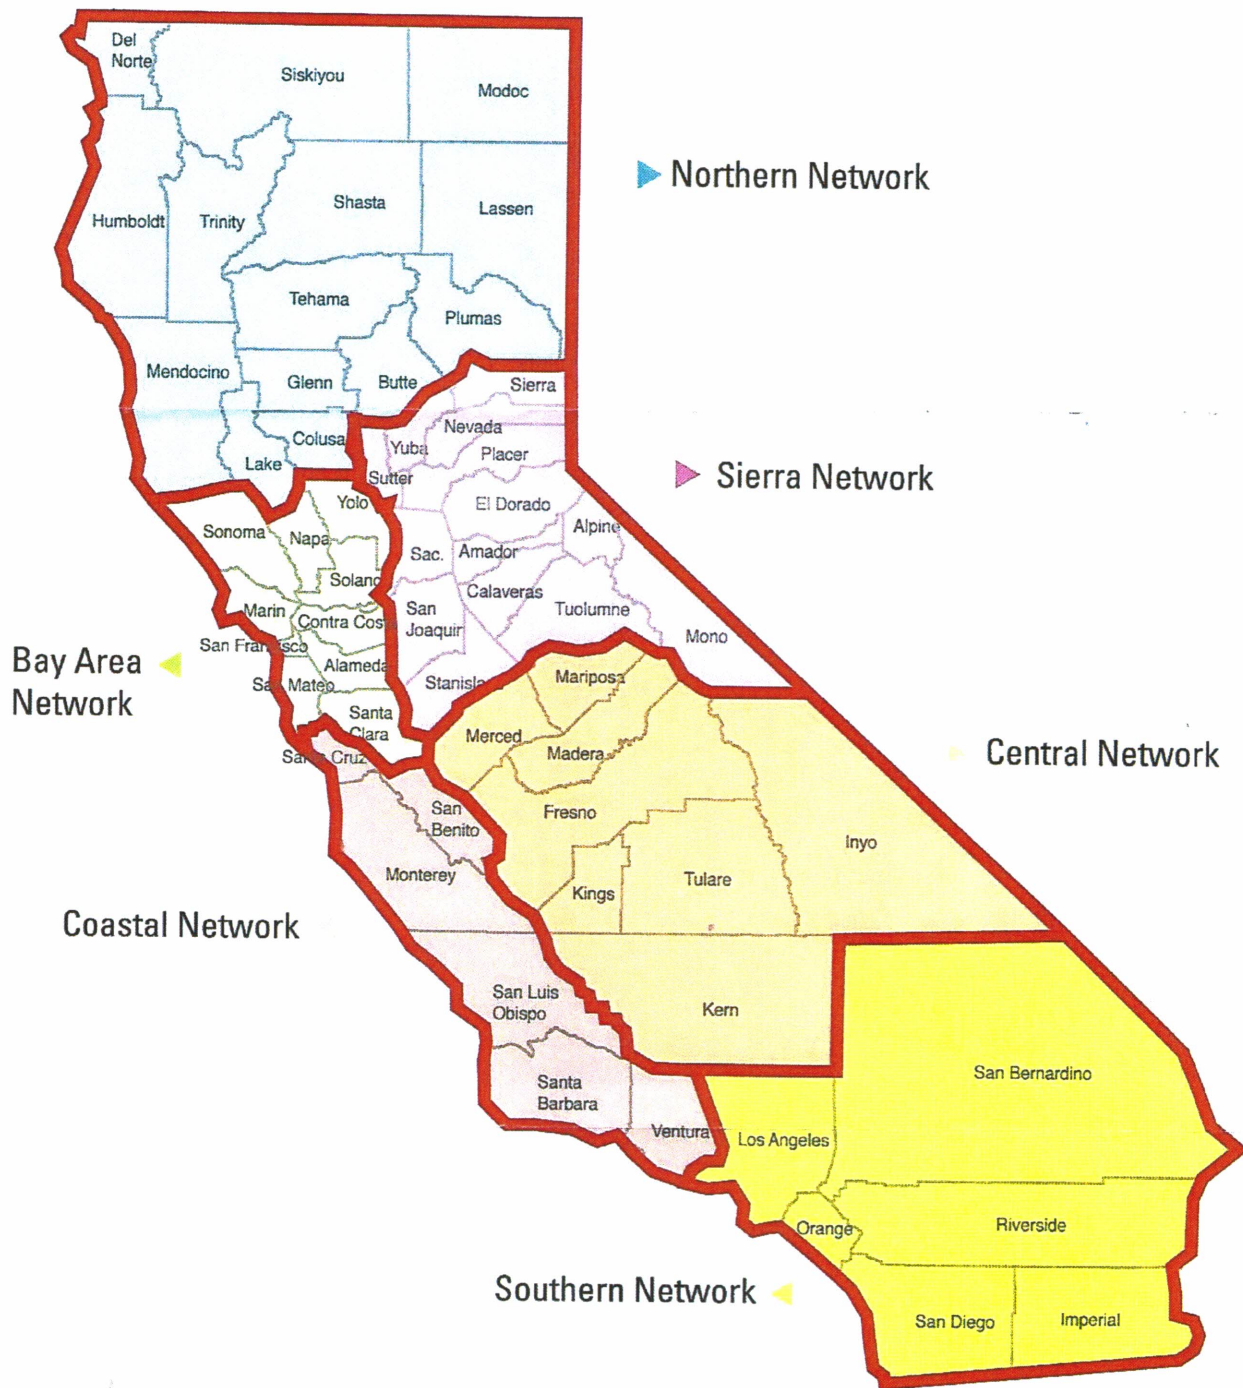 Del
Norte
Siskiyou
Modoc
Northern Network
Shasta
Lassen
Humboldt
Trinity
Tehama
Plumas
Mendocino
Glenn
Butte
Sierra
Nevada
Colusa
Yuba
Placer
Lake
Sutter
Sierra Network
Yolo
El Dorado
Sonoma
Napa
Alpine
Sac.
Amador
Solano
Calaveras
Marin
San
Joaquin
Tuolumne
Contra Costa
Mono
San Francisco
Bay Area
Network
Alameda
Mariposa
San Mateo
Stanisla
Santa
Clara
Merced
Madera
Central Network
Santa Cruz
San
Benito
Fresno
Inyo
Monterey
Kings
Tulare
Coastal Network
San Luis
Obispo
Kern
San Bernardino
Santa
Barbara
Ventura
Los Angeles
Orange
Riverside
Southern Network
San Diego
Imperial